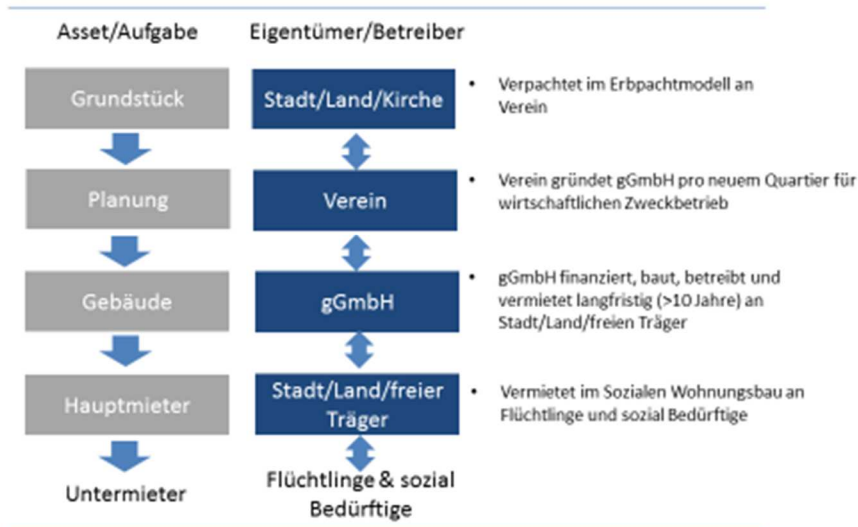 Asset/Aufgabe
Eigentümer/Betreiber
Grundstück
Stadt/Land/Kirche
• Verpachtet im Erbpachtmodell an
Verein
Planung
Verein
• Verein gründet gGmbH pro neuem Quartier für
wirtschaftlichen Zweckbetrieb
Gebäude
gGmbH
• gGmbH finanziert, baut, betreibt und
vermietet langfristig (>10 Jahre) an
Stadt/Land/freien Träger
Hauptmieter
Stadt/Land/freier
Träger
• Vermietet im Sozialen Wohnungsbau an
Flüchtlinge und sozial Bedürftige
Untermieter
Flüchtlinge & sozial
Bedürftige